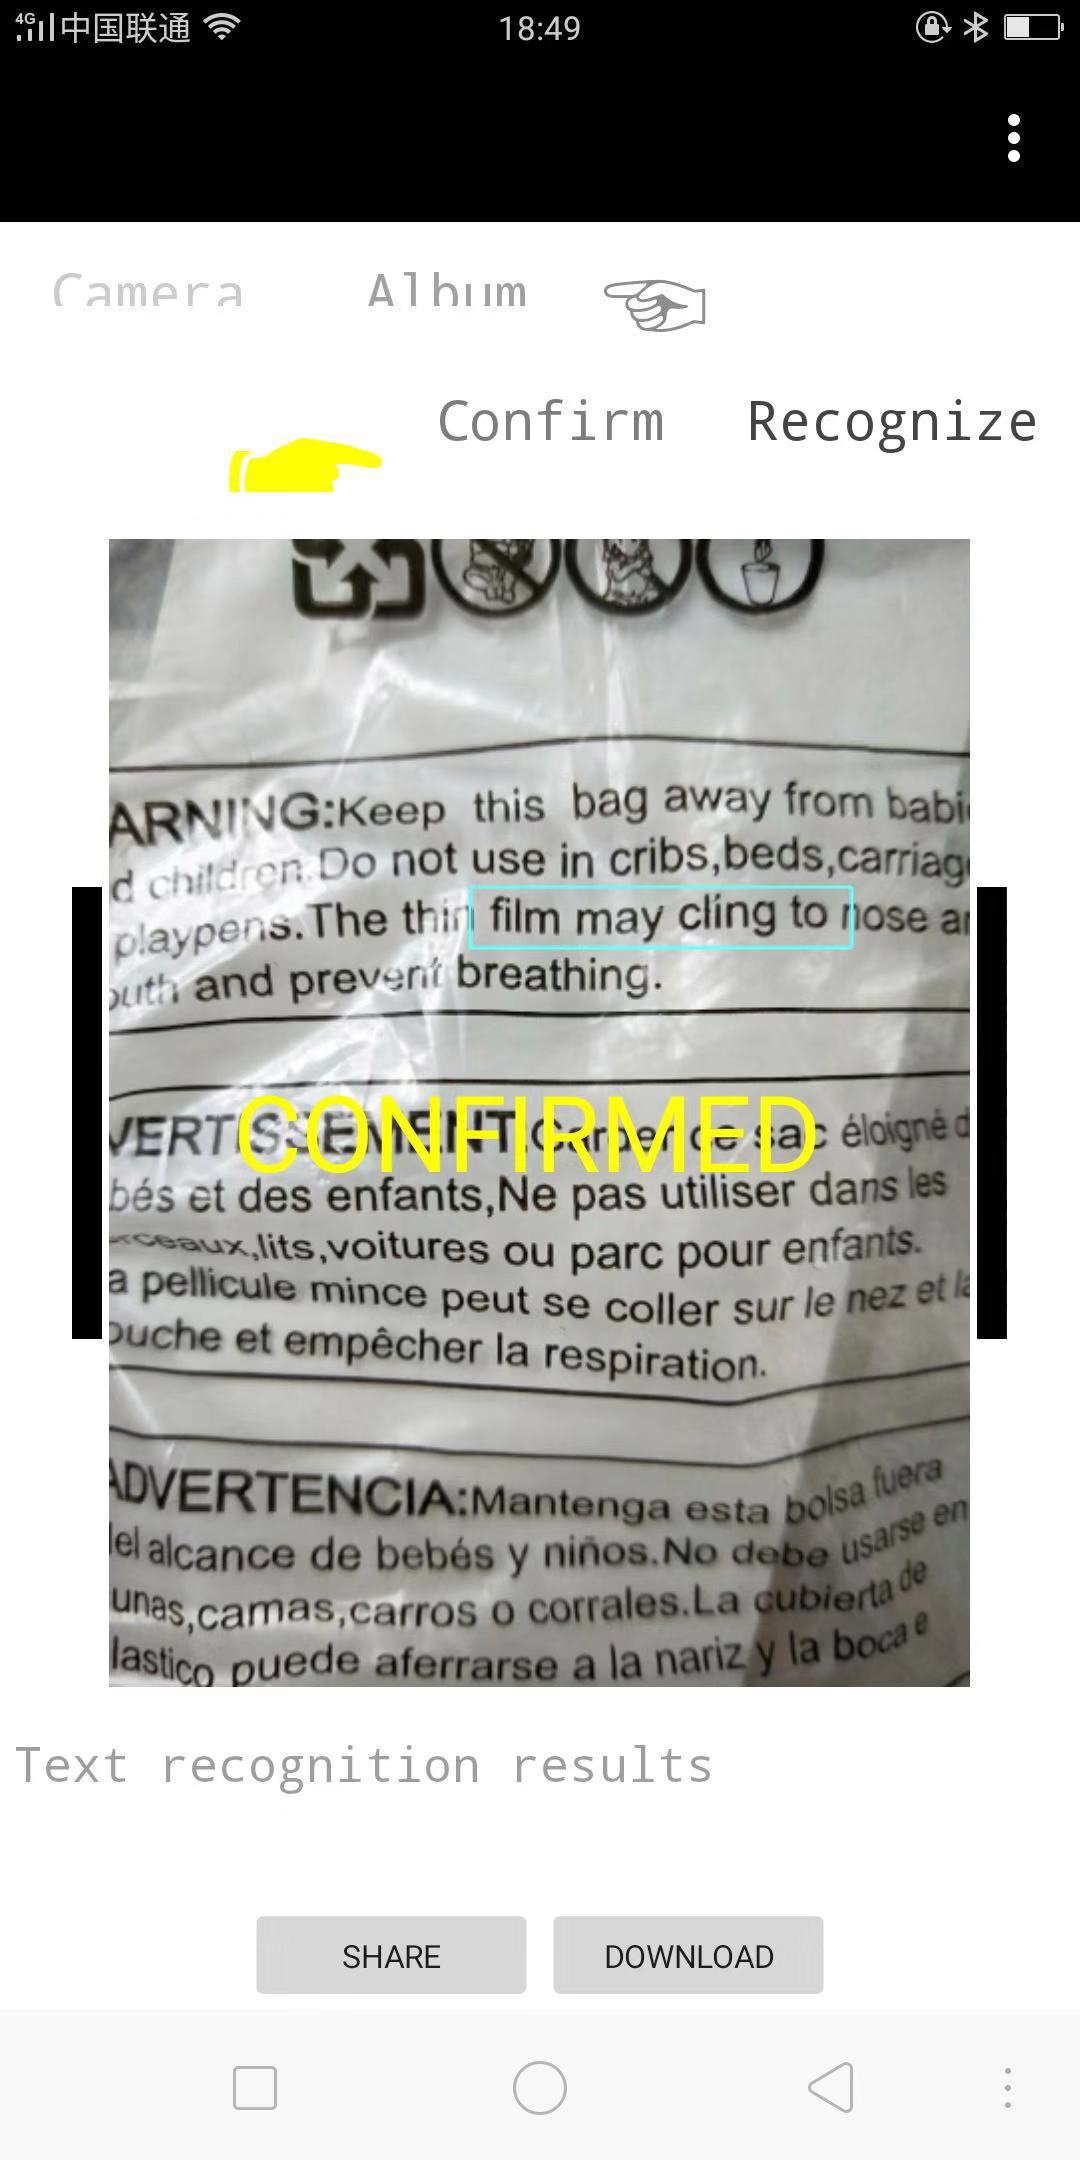 4G 中国联通 18:49
Camera Album
Confirm Recognize
ARNING:Keep this bag away from babi
d children.Do not use in cribs,beds,carriag
playpens.The thin film may cling to nose
outh and prevent breathing.
CONFIRMED
VERTISSEMENT:Garder ce sac éloigné d
bés et des enfants,Ne pas utiliser dans les
rceaux,lits,voitures ou parc pour enfants.
a pellicule mince peut se coller sur le nez et la
ouche et empêcher la respiration.
ADVERTENCIA:Mantenga esta bolsa fuera
del alcance de bebés y niños.No debe usarse en
unas,camas,carros o corrales.La cubierta de
lastico puede aferrarse a la nariz y la boca e
Text recognition results
SHARE DOWNLOAD